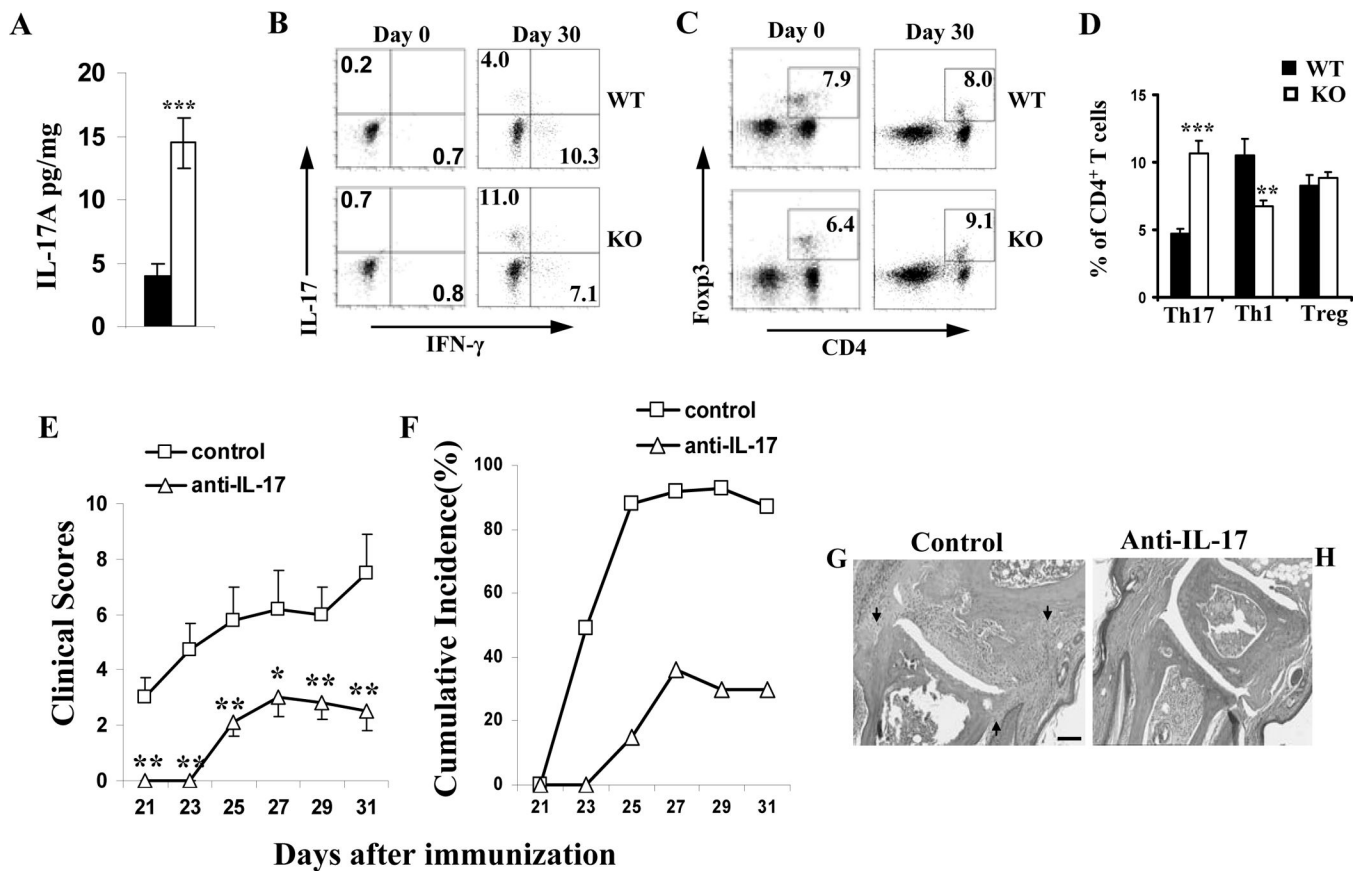 A
IL-17A pg/mg
20
15
10
5
0
***
B
Day 0
Day 30
0.2
0.7
4.0
10.3
WT
0.7
0.8
11.0
7.1
KO
IL-17
IFN-γ
C
Day 0
Day 30
7.9
8.0
WT
6.4
9.1
KO
Foxp3
CD4
D
WT
KO
% of CD4+ T cells
15
10
5
0
***
**
Th17
Th1
Treg
E
control
anti-IL-17
Clinical Scores
10
8
6
4
2
0
**
**
**
*
**
**
21 23 25 27 29 31
F
control
anti-IL-17
Cumulative Incidence(%)
100
80
60
40
20
0
21 23 25 27 29 31
Days after immunization
G
Control
Anti-IL-17
H